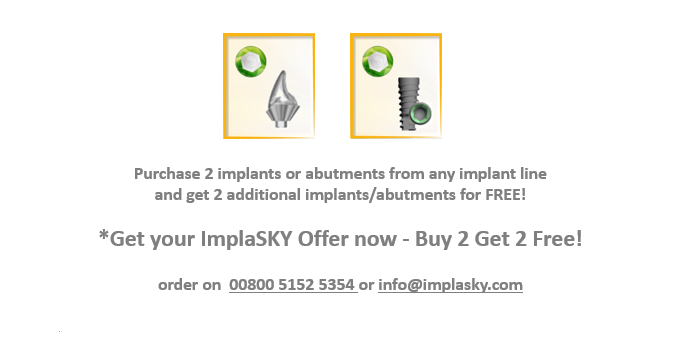 Purchase 2 implants or abutments from any implant line
and get 2 additional implants/abutments for FREE!
*Get your ImplaSKY Offer now - Buy 2 Get 2 Free!
order on 00800 5152 5354 or info@implasky.com